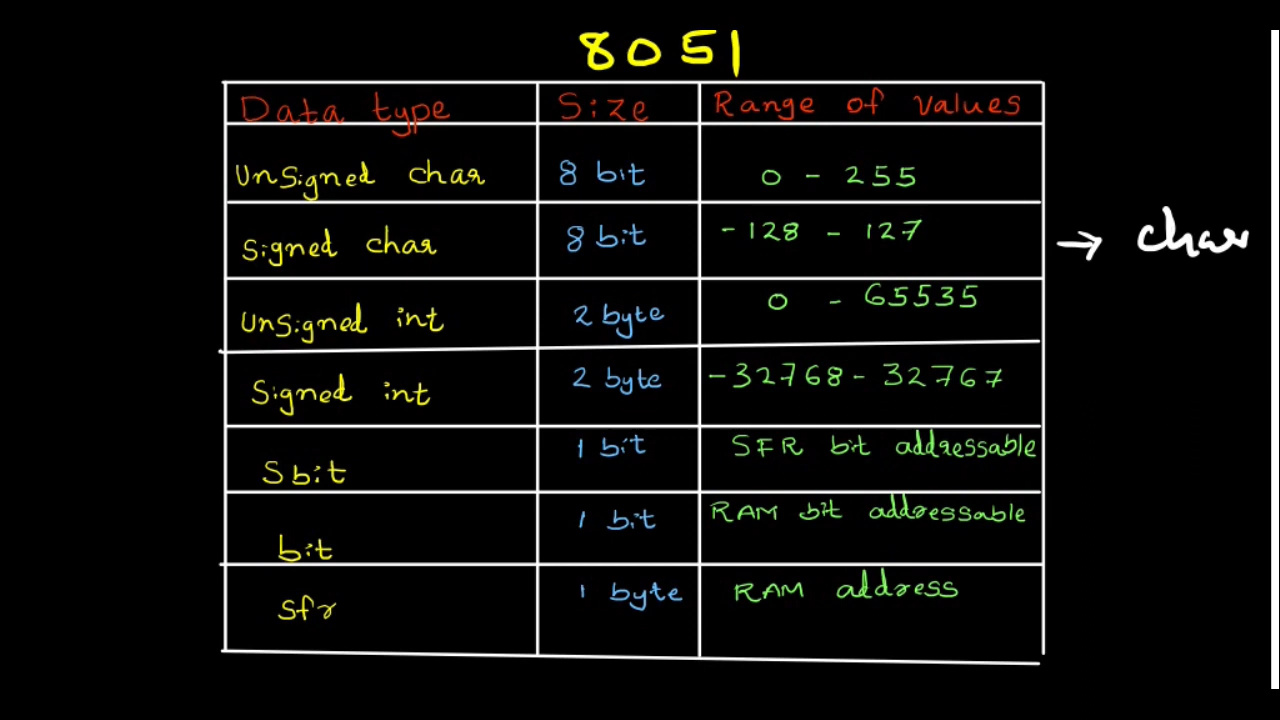 8051
Data type Size Range of values
Unsigned char 8 bit 0 - 255
Signed char 8 bit -128 - 127 → char
Unsigned int 2 byte 0 - 65535
Signed int 2 byte -32768 - 32767
Sbit 1 bit SFR bit addressable
bit 1 bit RAM bit addressable
sfr 1 byte RAM address